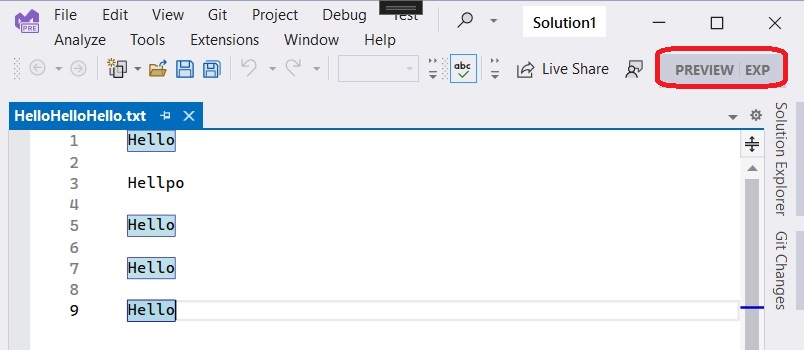 File Edit View Git Project Debug Test Solution1
PRE
Analyze Tools Extensions Window Help
abc Live Share PREVIEW EXP
HelloHelloHello.txt
1 Hello
2
3 Hellpo
4
5 Hello
6
7 Hello
8
9 Hello
Solution Explorer
Git Changes